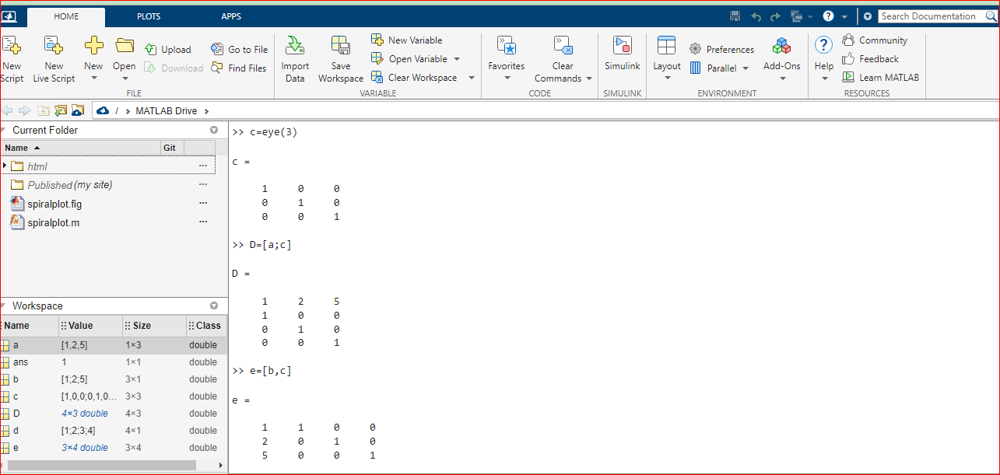 HOME PLOTS APPS Search Documentation
New Script
New Live Script
New
Open
Upload
Download
Go to File
Find Files
FILE
Import Data
Save Workspace
New Variable
Open Variable
Clear Workspace
VARIABLE
Favorites
Clear Commands
CODE
Simulink
SIMULINK
Layout
Preferences
Parallel
Add-Ons
ENVIRONMENT
Help
Community
Feedback
Learn MATLAB
RESOURCES
/ MATLAB Drive
Current Folder
Name Git
html
Published (my site)
spiralplot.fig
spiralplot.m
Workspace
Name Value Size Class
a [1,2,5] 1×3 double
ans 1 1×1 double
b [1;2;5] 3×1 double
c [1,0,0;0,1,0... 3×3 double
D 4×3 double 4×3 double
d [1;2;3;4] 4×1 double
e 3×4 double 3×4 double
>> c=eye(3)
c =
1 0 0
0 1 0
0 0 1
>> D=[a;c]
D =
1 2 5
1 0 0
0 1 0
0 0 1
>> e=[b,c]
e =
1 1 0 0
2 0 1 0
5 0 0 1